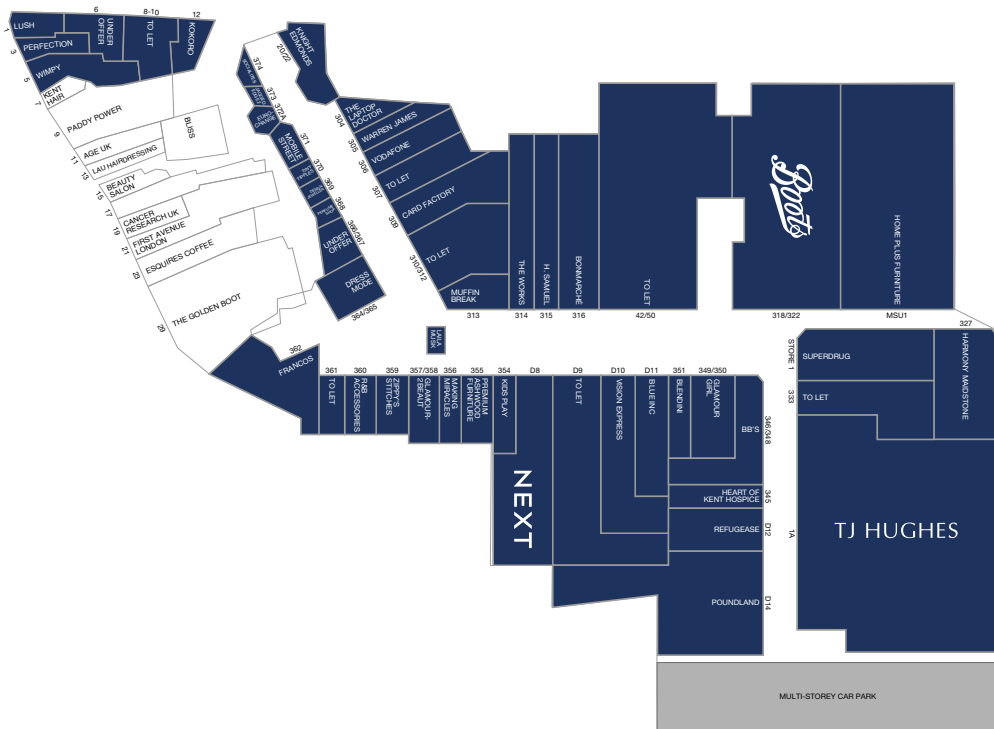 6
8-10
12
1
3
5
7
9
11
13
15
17
19
21
23
29
LUSH
PERFECTION
WIMPY
UNDER
OFFER
TO LET
KOKORO
KENT
HAIR
PADDY POWER
AGE UK
LAU HAIRDRESSING
BLISS
BEAUTY
SALON
CANCER
RESEARCH UK
FIRST AVENUE
LONDON
ESQUIRES COFFEE
THE GOLDEN BOOT
20/22
KNIGHT
EDMONDS
374
373
372A
371
370
369
368
366/367
364/365
EURO
CHANGE
MOBILE
STREET
UNDER
OFFER
DRESS
MODE
304
305
306
307
309
310/312
THE
LAPTOP
DOCTOR
WARREN JAMES
VODAFONE
TO LET
CARD FACTORY
TO LET
MUFFIN
BREAK
313
THE WORKS
314
H. SAMUEL
315
BONMARCHÉ
316
TO LET
42/50
Boots
318/322
HOME PLUS FURNITURE
MSU1
327
LAILA
MUSK
362
FRANCOS
361
TO LET
360
R&B
ACCESSORIES
359
ZIPPY'S
STITCHES
357/358
GLAMOUR-
2BEAUT
356
MAKING
MIRACLES
355
PREMIUM
ASHWOOD
FURNITURE
354
KIDS PLAY
D8
NEXT
D9
TO LET
D10
VISION EXPRESS
D11
BLUE INC
351
BLENDINI
349/350
GLAMOUR
GIRL
BB'S
346/348
HEART OF
KENT HOSPICE
345
REFUGEASE
D12
POUNDLAND
D14
STORE 1
SUPERDRUG
333
TO LET
HARMONY MAIDSTONE
1A
TJ HUGHES
MULTI-STOREY CAR PARK